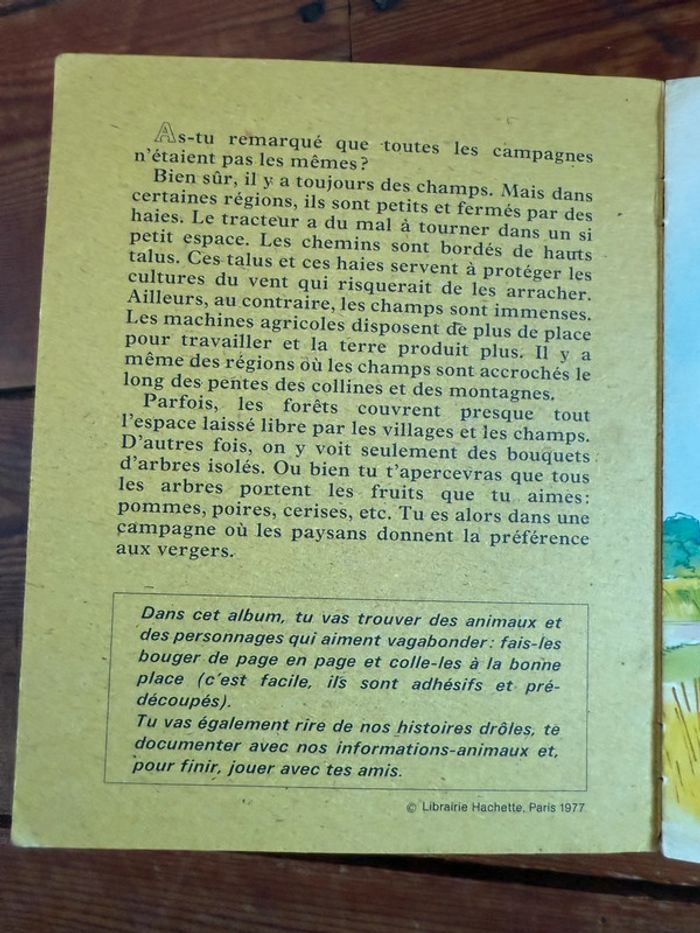 As-tu remarqué que toutes les campagnes
n'étaient pas les mêmes?
Bien sûr, il y a toujours des champs. Mais dans
certaines régions, ils sont petits et fermés par des
haies. Le tracteur a du mal à tourner dans un si
petit espace. Les chemins sont bordés de hauts
talus. Ces talus et ces haies servent à protéger les
cultures du vent qui risquerait de les arracher.
Ailleurs, au contraire, les champs sont immenses.
Les machines agricoles disposent de plus de place
pour travailler et la terre produit plus. Il y a
même des régions où les champs sont accrochés le
long des pentes des collines et des montagnes.
Parfois, les forêts couvrent presque tout
l'espace laissé libre par les villages et les champs.
D'autres fois, on y voit seulement des bouquets
d'arbres isolés. Ou bien tu t'apercevras que tous
les arbres portent les fruits que tu aimes:
pommes, poires, cerises, etc. Tu es alors dans une
campagne où les paysans donnent la préférence
aux vergers.
Dans cet album, tu vas trouver des animaux et
des personnages qui aiment vagabonder: fais-les
bouger de page en page et colle-les à la bonne
place (c'est facile, ils sont adhésifs et pré-
découpés).
Tu vas également rire de nos histoires drôles, te
documenter avec nos informations-animaux et,
pour finir, jouer avec tes amis.
© Librairie Hachette, Paris 1977